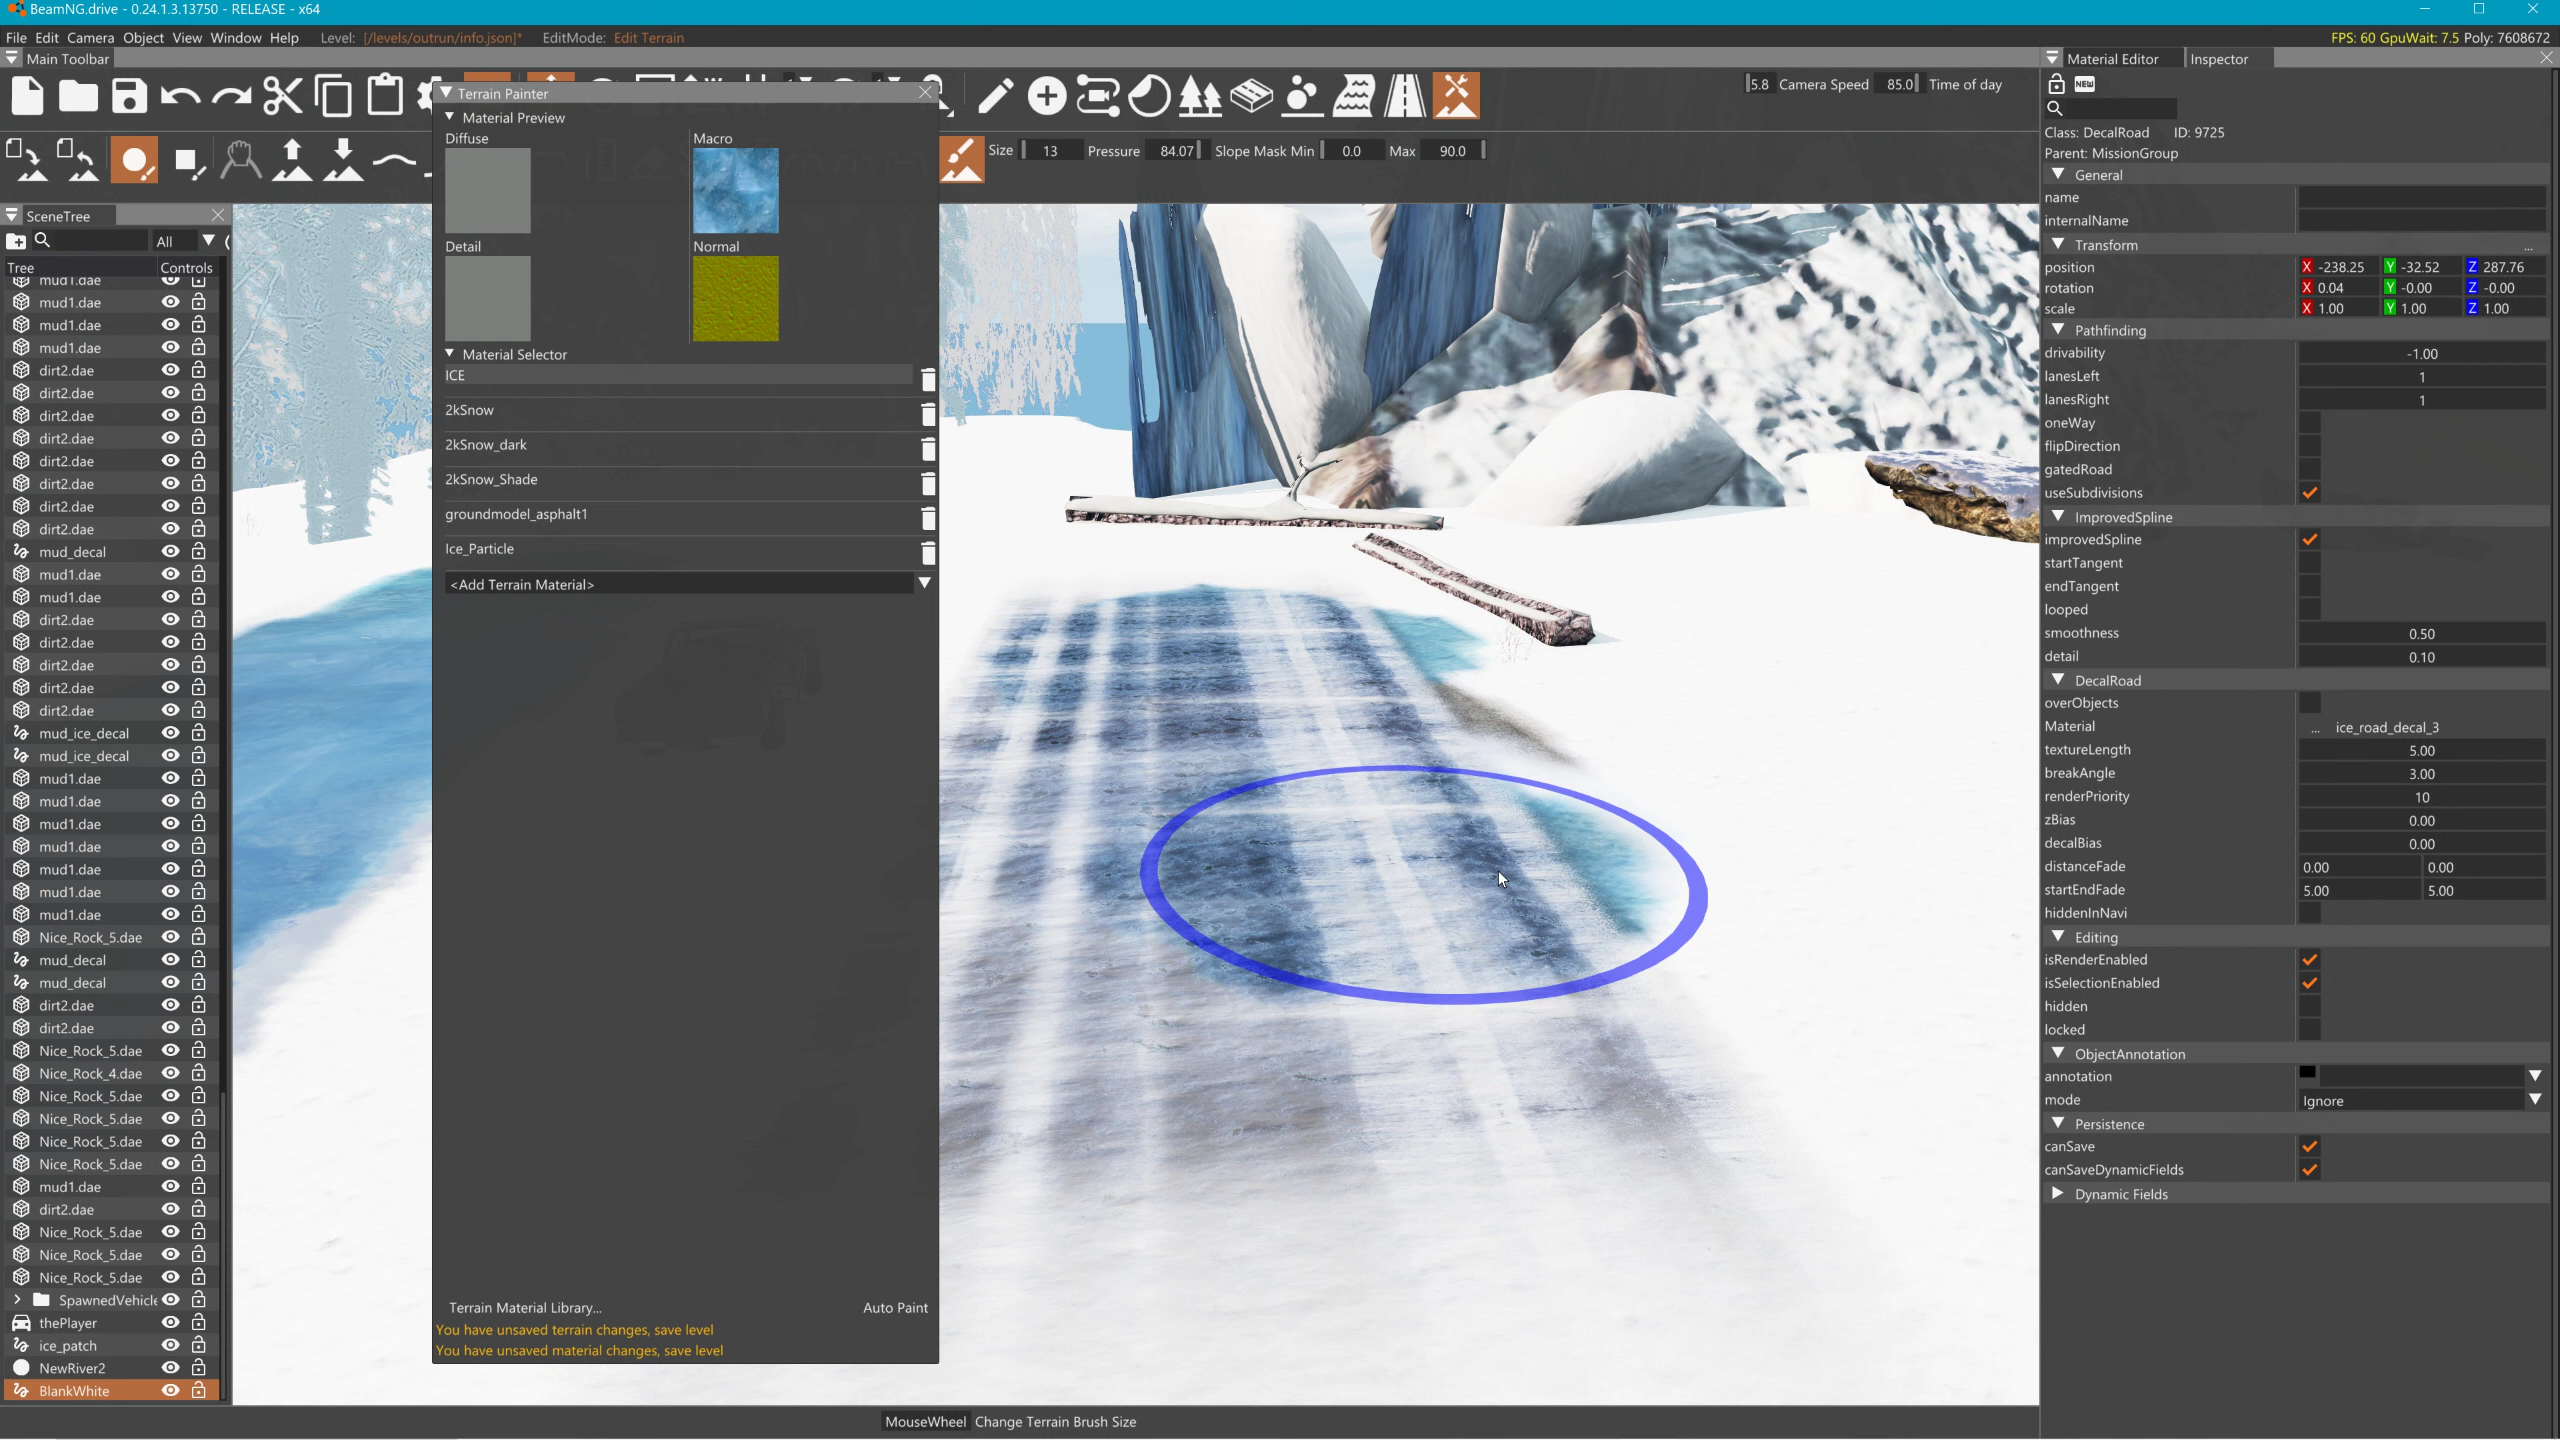 BeamNG.drive - 0.24.1.3.13750 - RELEASE - x64
File Edit Camera Object View Window Help Level: [/levels/outrun/info.json]* EditMode: Edit Terrain
FPS: 60 GpuWait: 7.5 Poly: 7608672
Main Toolbar
5.8 Camera Speed 85.0 Time of day
Size 13 Pressure 84.07 Slope Mask Min 0.0 Max 90.0
SceneTree
All
Tree Controls
mud1.dae
mud1.dae
mud1.dae
mud1.dae
dirt2.dae
dirt2.dae
dirt2.dae
dirt2.dae
dirt2.dae
dirt2.dae
dirt2.dae
dirt2.dae
mud_decal
mud1.dae
mud1.dae
dirt2.dae
dirt2.dae
dirt2.dae
dirt2.dae
dirt2.dae
mud_ice_decal
mud_ice_decal
mud1.dae
mud1.dae
mud1.dae
mud1.dae
mud1.dae
mud1.dae
mud1.dae
Nice_Rock_5.dae
mud_decal
mud_decal
dirt2.dae
dirt2.dae
Nice_Rock_5.dae
Nice_Rock_4.dae
Nice_Rock_5.dae
Nice_Rock_5.dae
Nice_Rock_5.dae
Nice_Rock_5.dae
mud1.dae
dirt2.dae
Nice_Rock_5.dae
Nice_Rock_5.dae
Nice_Rock_5.dae
SpawnedVehicle
thePlayer
ice_patch
NewRiver2
BlankWhite
Terrain Painter
Material Preview
Diffuse Macro
Detail Normal
Material Selector
ICE
2kSnow
2kSnow_dark
2kSnow_Shade
groundmodel_asphalt1
Ice_Particle
<Add Terrain Material>
Terrain Material Library... Auto Paint
You have unsaved terrain changes, save level
You have unsaved material changes, save level
MouseWheel Change Terrain Brush Size
Material Editor Inspector
NEW
Class: DecalRoad ID: 9725
Parent: MissionGroup
General
name
internalName
Transform ...
position X -238.25 Y -32.52 Z 287.76
rotation X 0.04 Y -0.00 Z -0.00
scale X 1.00 Y 1.00 Z 1.00
Pathfinding
drivability -1.00
lanesLeft 1
lanesRight 1
oneWay
flipDirection
gatedRoad
useSubdivisions
ImprovedSpline
improvedSpline
startTangent
endTangent
looped
smoothness 0.50
detail 0.10
DecalRoad
overObjects
Material ... ice_road_decal_3
textureLength 5.00
breakAngle 3.00
renderPriority 10
zBias 0.00
decalBias 0.00
distanceFade 0.00 0.00
startEndFade 5.00 5.00
hiddenInNavi
Editing
isRenderEnabled
isSelectionEnabled
hidden
locked
ObjectAnnotation
annotation
mode Ignore
Persistence
canSave
canSaveDynamicFields
Dynamic Fields